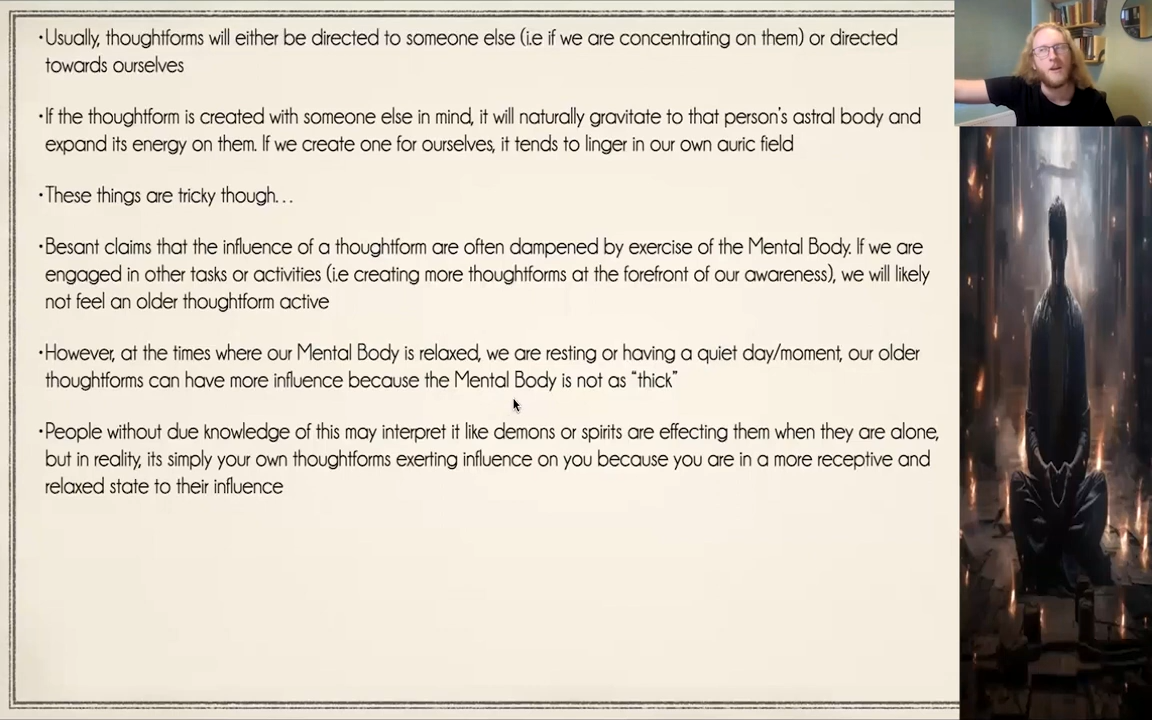 •Usually, thoughtforms will either be directed to someone else (i.e if we are concentrating on them) or directed
towards ourselves
•If the thoughtform is created with someone else in mind, it will naturally gravitate to that person's astral body and
expand its energy on them. If we create one for ourselves, it tends to linger in our own auric field
•These things are tricky though…
•Besant claims that the influence of a thoughtform are often dampened by exercise of the Mental Body. If we are
engaged in other tasks or activities (i.e creating more thoughtforms at the forefront of our awareness), we will likely
not feel an older thoughtform active
•However, at the times where our Mental Body is relaxed, we are resting or having a quiet day/moment, our older
thoughtforms can have more influence because the Mental Body is not as “thick”
•People without due knowledge of this may interpret it like demons or spirits are effecting them when they are alone,
but in reality, its simply your own thoughtforms exerting influence on you because you are in a more receptive and
relaxed state to their influence